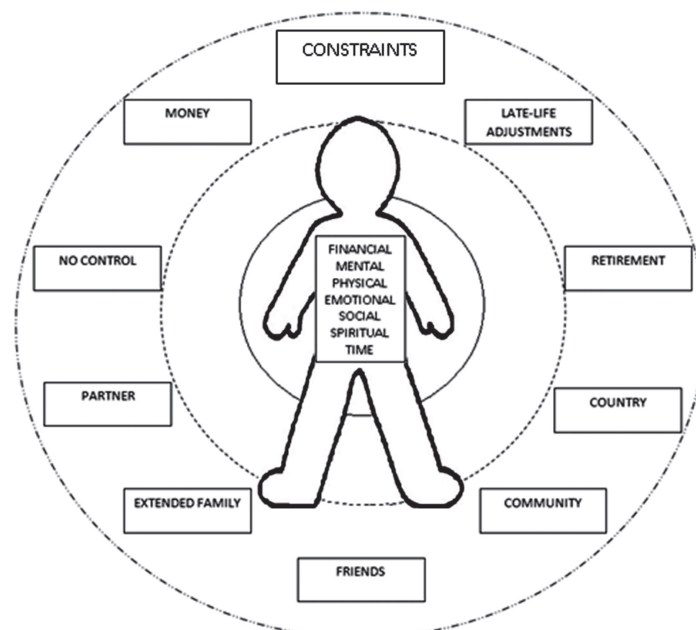 CONSTRAINTS
MONEY
LATE-LIFE
ADJUSTMENTS
NO CONTROL
FINANCIAL
MENTAL
PHYSICAL
EMOTIONAL
SOCIAL
SPIRITUAL
TIME
RETIREMENT
PARTNER
COUNTRY
EXTENDED FAMILY
COMMUNITY
FRIENDS